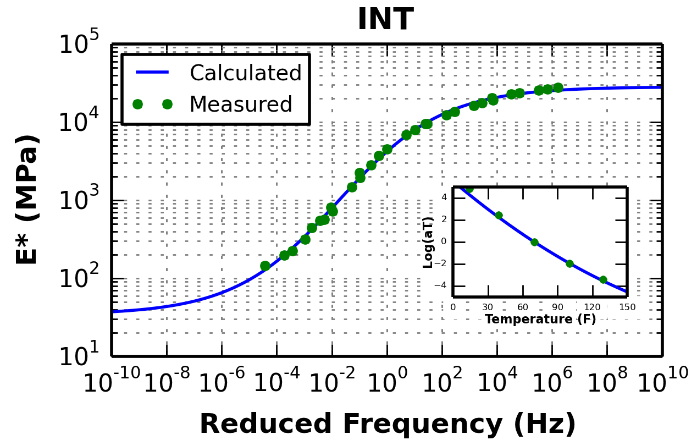 INT
10^5
Calculated
Measured
10^4
10^3
10^2
10^1
E* (MPa)
4
2
0
−2
−4
Log(aT)
0 30 60 90 120 150
Temperature (F)
10^-10 10^-8 10^-6 10^-4 10^-2 10^0 10^2 10^4 10^6 10^8 10^10
Reduced Frequency (Hz)